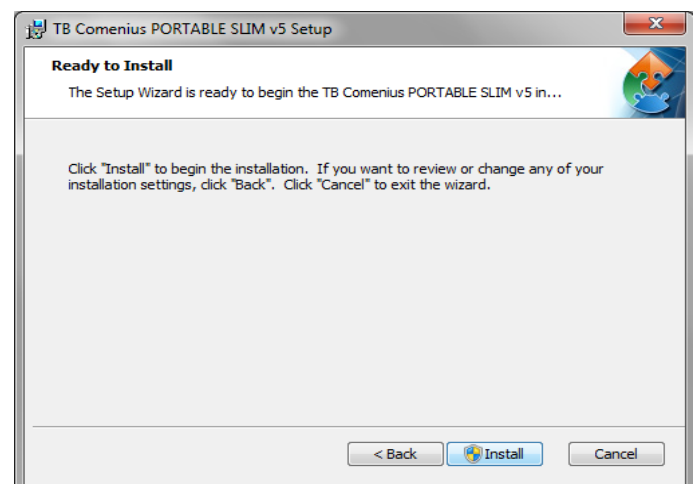 TB Comenius PORTABLE SLIM v5 Setup
Ready to Install
The Setup Wizard is ready to begin the TB Comenius PORTABLE SLIM v5 in...
Click "Install" to begin the installation.  If you want to review or change any of your
installation settings, click "Back".  Click "Cancel" to exit the wizard.
< Back Install Cancel